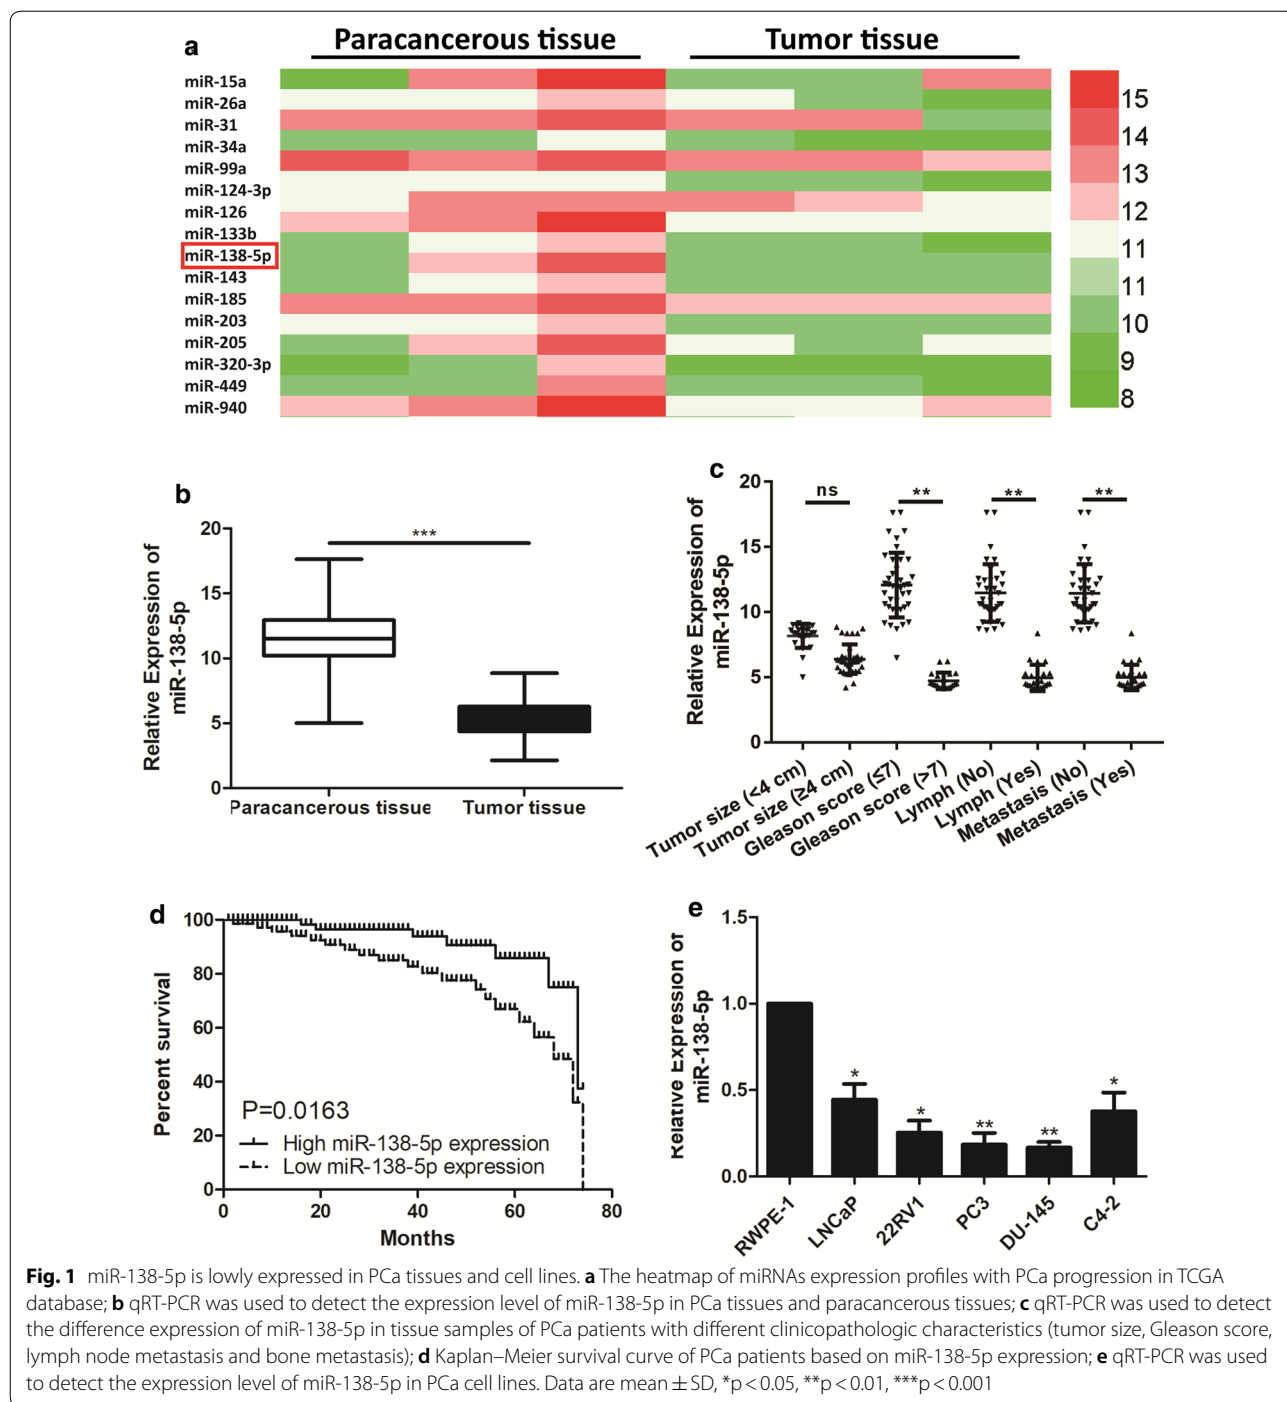 a
Paracancerous tissue
Tumor tissue
miR-15a
miR-26a
miR-31
miR-34a
miR-99a
miR-124-3p
miR-126
miR-133b
miR-138-5p
miR-143
miR-185
miR-203
miR-205
miR-320-3p
miR-449
miR-940
15
14
13
12
11
11
10
9
8
b
Relative Expression of
miR-138-5p
20
15
10
5
0
***
Paracancerous tissue
Tumor tissue
c
Relative Expression of
miR-138-5p
20
15
10
5
0
ns
**
**
**
Tumor size (<4 cm)
Tumor size (≥4 cm)
Gleason score (≤7)
Gleason score (>7)
Lymph (No)
Lymph (Yes)
Metastasis (No)
Metastasis (Yes)
d
Percent survival
100
80
60
40
20
0
P=0.0163
High miR-138-5p expression
Low miR-138-5p expression
0 20 40 60 80
Months
e
Relative Expression of
miR-138-5p
1.5
1.0
0.5
0.0
*
*
**
**
*
RWPE-1
LNCaP
22RV1
PC3
DU-145
C4-2
Fig. 1 miR-138-5p is lowly expressed in PCa tissues and cell lines. a The heatmap of miRNAs expression profiles with PCa progression in TCGA
database; b qRT-PCR was used to detect the expression level of miR-138-5p in PCa tissues and paracancerous tissues; c qRT-PCR was used to detect
the difference expression of miR-138-5p in tissue samples of PCa patients with different clinicopathologic characteristics (tumor size, Gleason score,
lymph node metastasis and bone metastasis); d Kaplan–Meier survival curve of PCa patients based on miR-138-5p expression; e qRT-PCR was used
to detect the expression level of miR-138-5p in PCa cell lines. Data are mean ± SD, *p < 0.05, **p < 0.01, ***p < 0.001